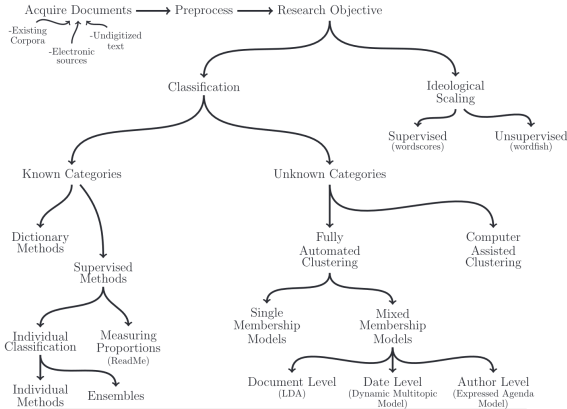 Acquire Documents
Preprocess
Research Objective
-Existing
Corpora
-Electronic
sources
-Undigitized
text
Classification
Ideological
Scaling
Supervised
(wordscores)
Unsupervised
(wordfish)
Known Categories
Unknown Categories
Dictionary
Methods
Supervised
Methods
Fully
Automated
Clustering
Computer
Assisted
Clustering
Individual
Classification
Measuring
Proportions
(ReadMe)
Single
Membership
Models
Mixed
Membership
Models
Individual
Methods
Ensembles
Document Level
(LDA)
Date Level
(Dynamic Multitopic
Model)
Author Level
(Expressed Agenda
Model)